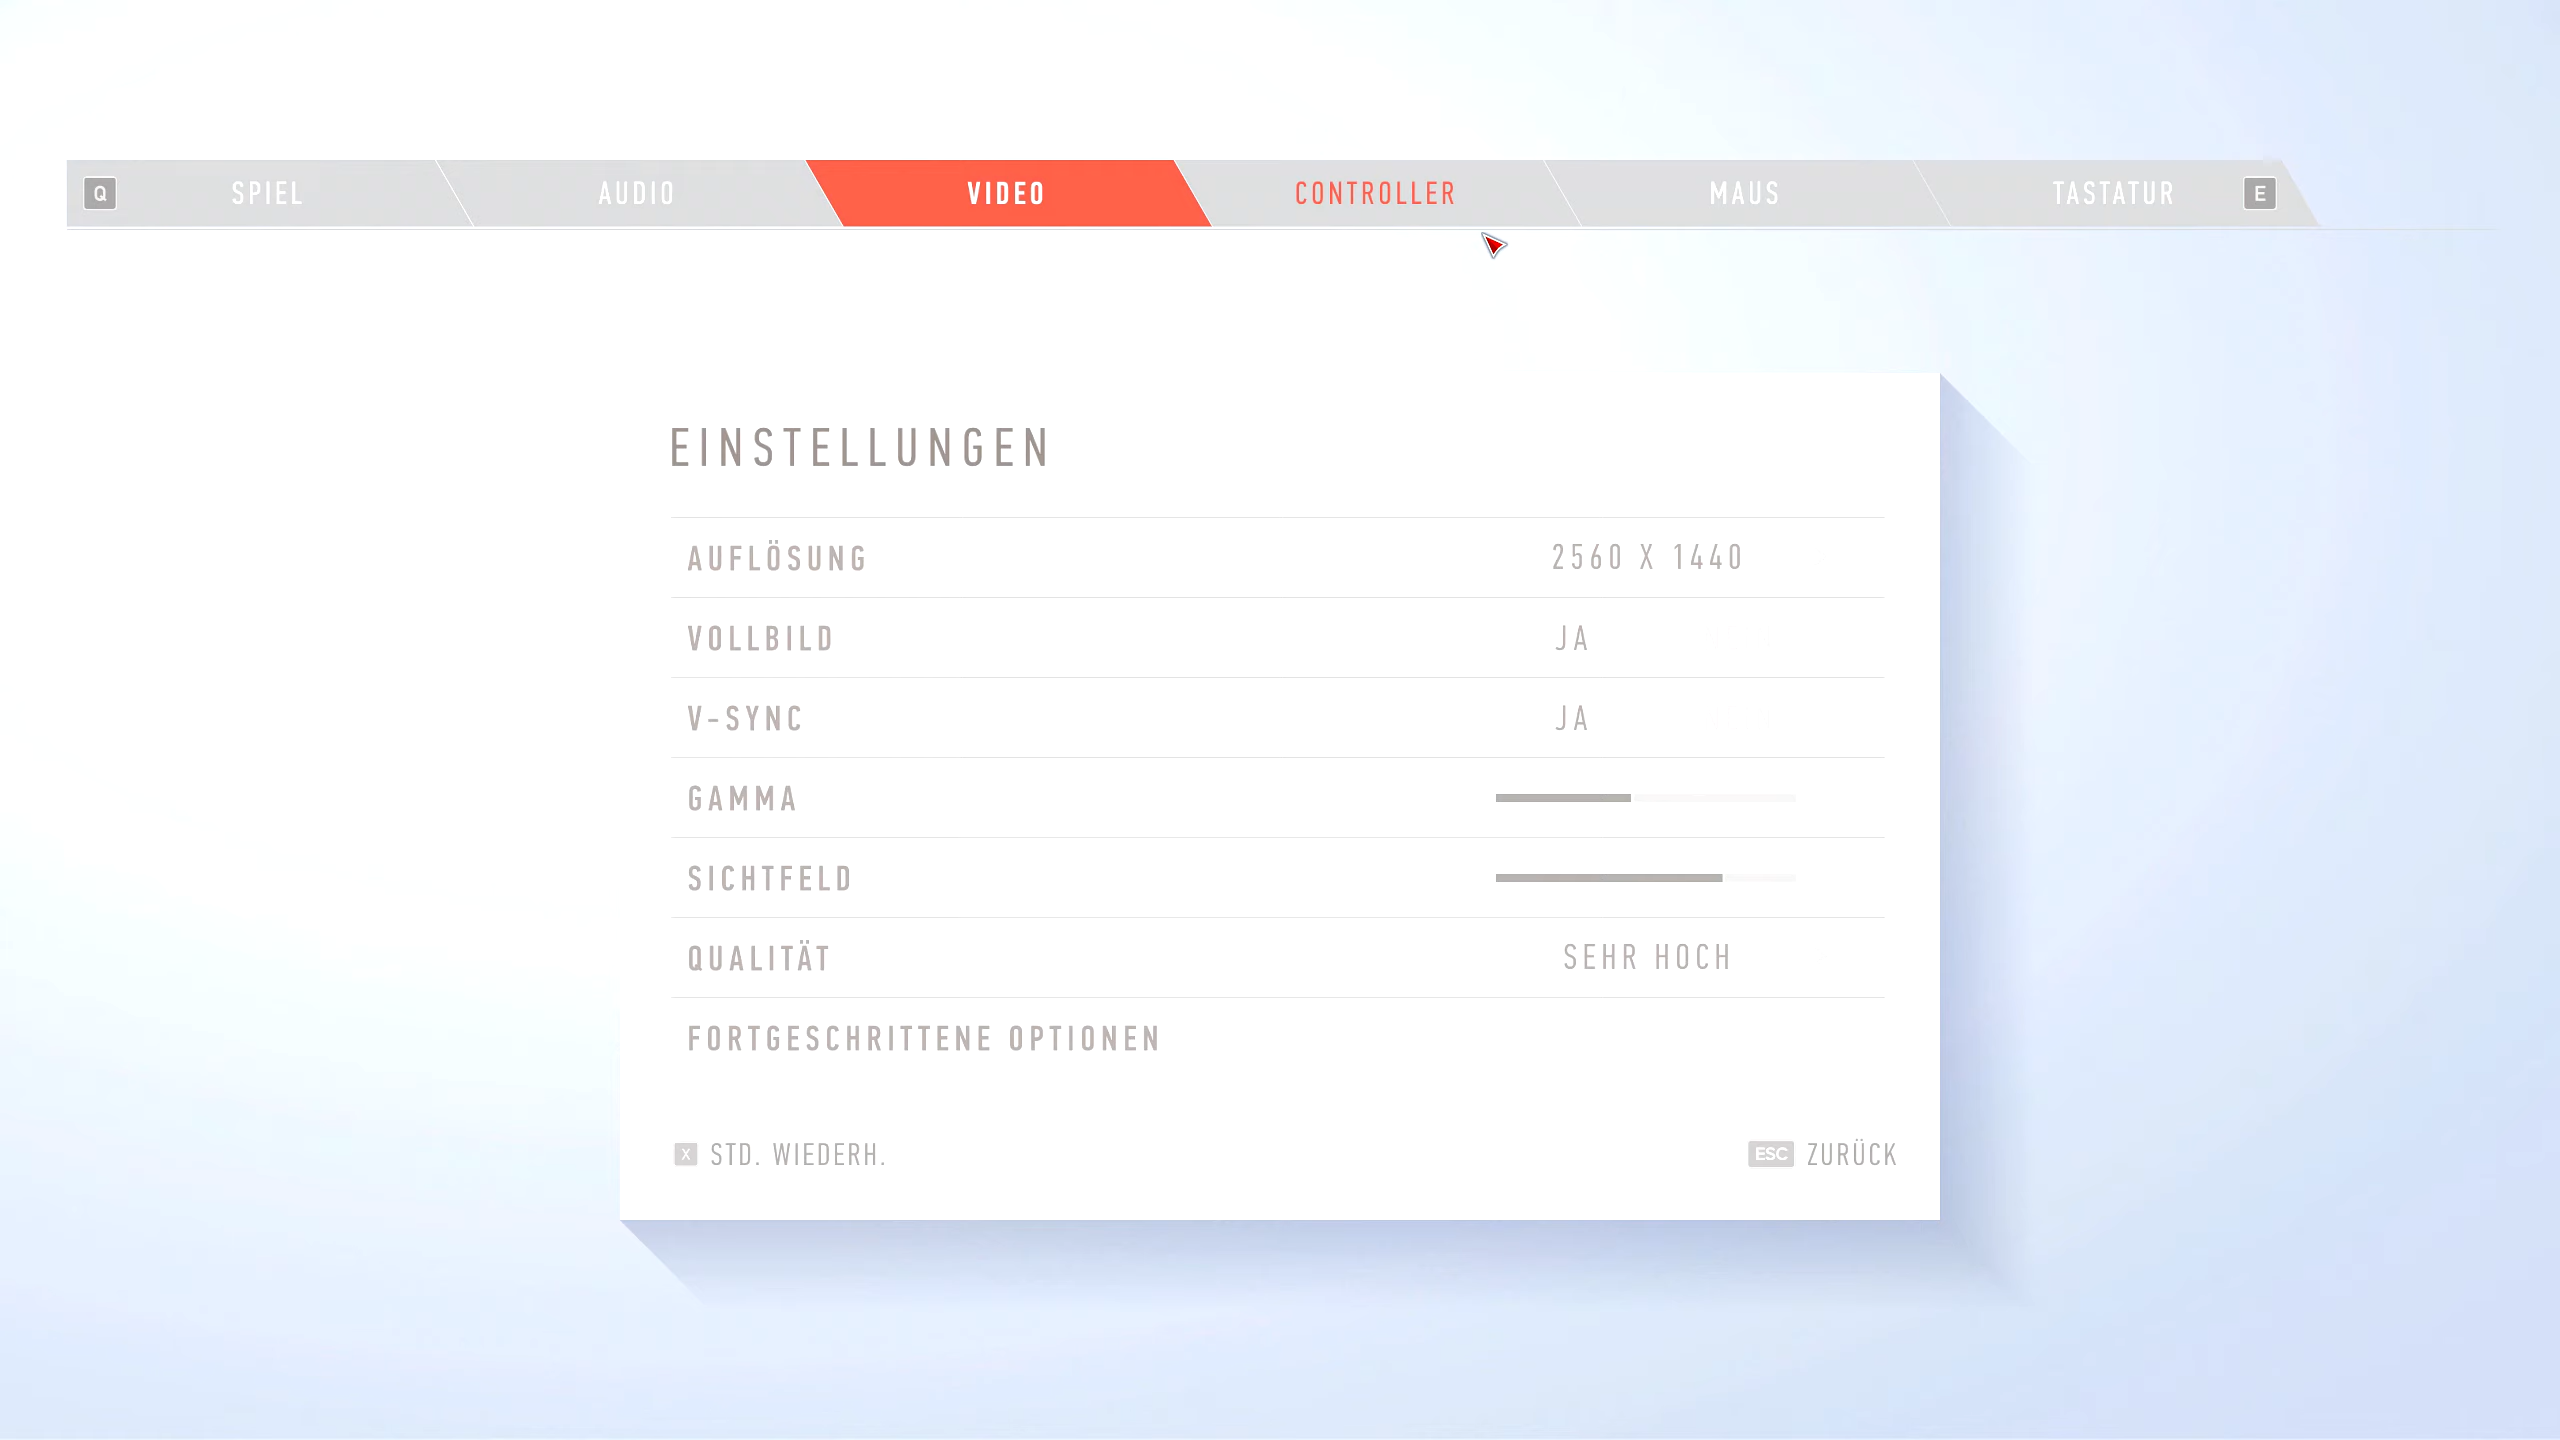 Q SPIEL AUDIO VIDEO CONTROLLER MAUS TASTATUR E
EINSTELLUNGEN
AUFLÖSUNG 2560 X 1440
VOLLBILD JA
V-SYNC JA
GAMMA
SICHTFELD
QUALITÄT SEHR HOCH
FORTGESCHRITTENE OPTIONEN
X STD. WIEDERH. ESC ZURÜCK